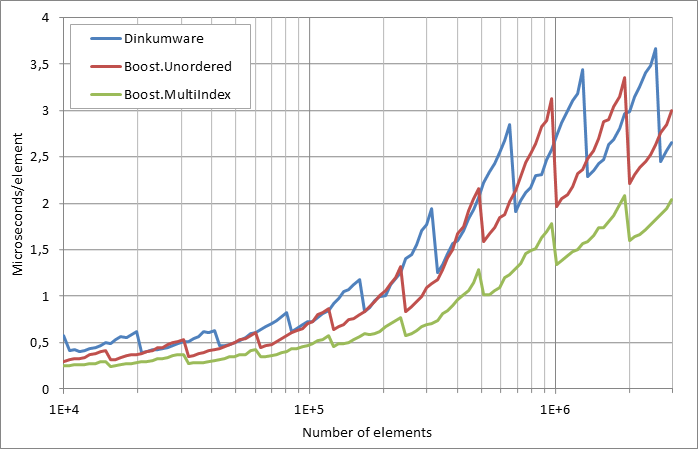 4
3,5
3
2,5
2
1,5
1
0,5
0
Microseconds/element
Dinkumware
Boost.Unordered
Boost.MultiIndex
1E+4
1E+5
1E+6
Number of elements